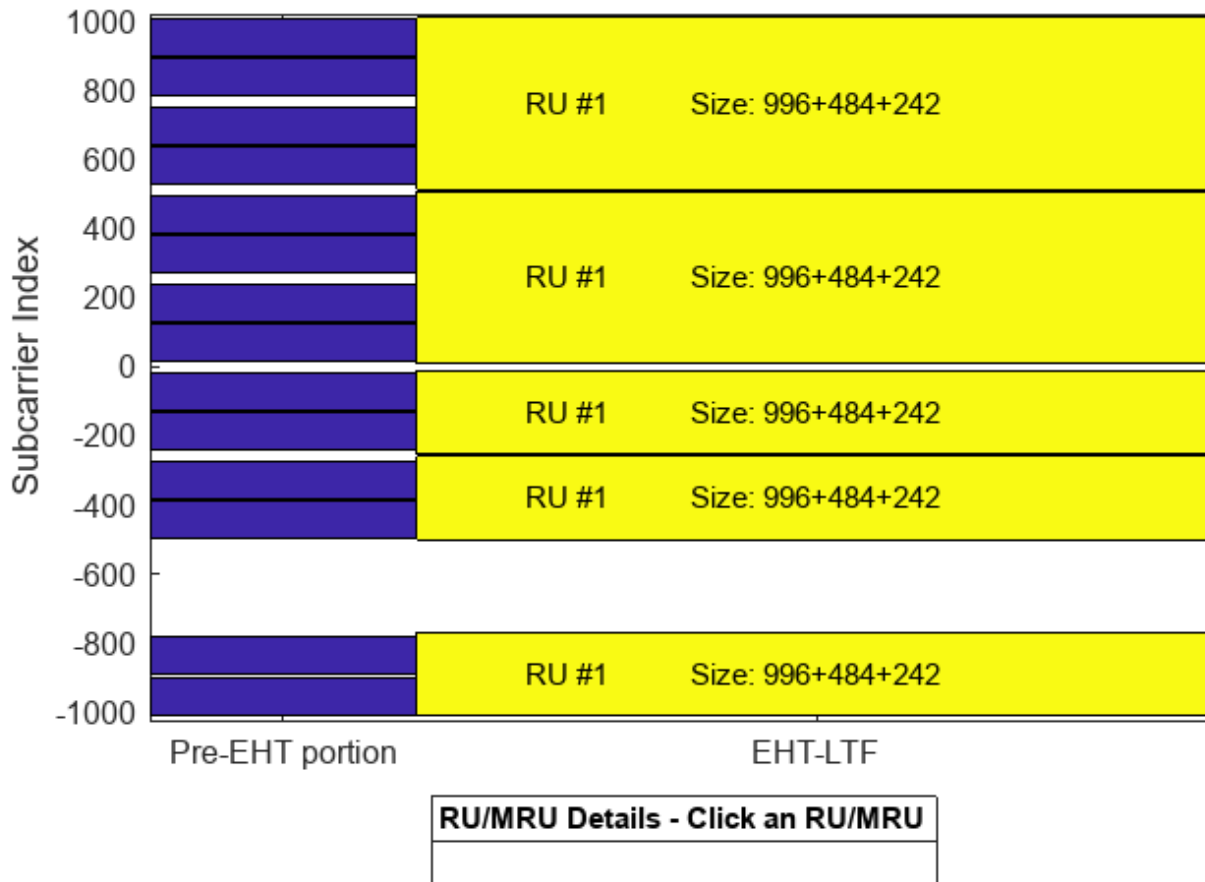 1000
800
600
400
200
0
-200
-400
-600
-800
-1000
Subcarrier Index
RU #1 Size: 996+484+242
RU #1 Size: 996+484+242
RU #1 Size: 996+484+242
RU #1 Size: 996+484+242
RU #1 Size: 996+484+242
Pre-EHT portion
EHT-LTF
RU/MRU Details - Click an RU/MRU